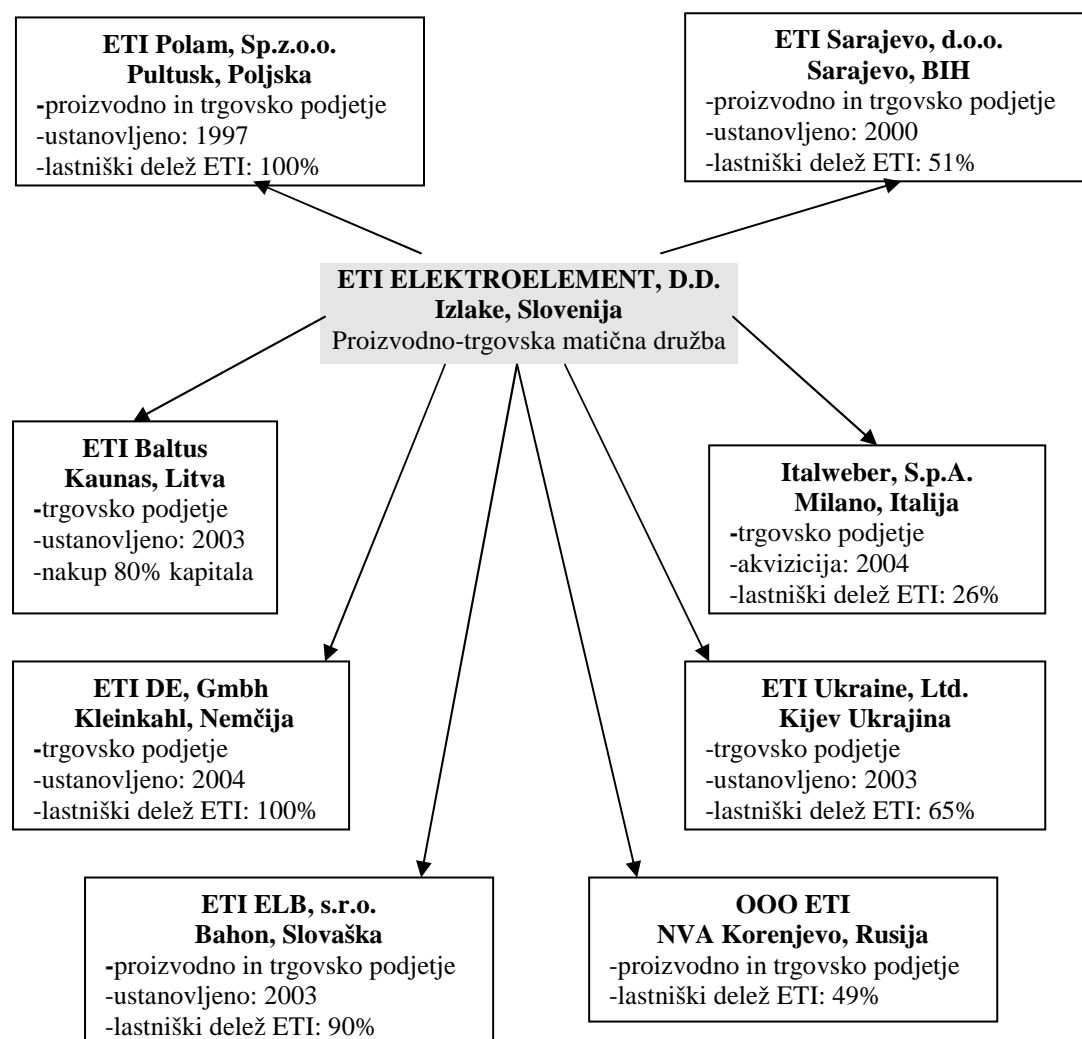 ETI Polam, Sp.z.o.o.
Pultusk, Poljska
-proizvodno in trgovsko podjetje
-ustanovljeno: 1997
-lastniški delež ETI: 100%
ETI Sarajevo, d.o.o.
Sarajevo, BIH
-proizvodno in trgovsko podjetje
-ustanovljeno: 2000
-lastniški delež ETI: 51%
ETI ELEKTROELEMENT, D.D.
Izlake, Slovenija
Proizvodno-trgovska matična družba
ETI Baltus
Kaunas, Litva
-trgovsko podjetje
-ustanovljeno: 2003
-nakup 80% kapitala
Italweber, S.p.A.
Milano, Italija
-trgovsko podjetje
-akvizicija: 2004
-lastniški delež ETI: 26%
ETI DE, Gmbh
Kleinkahl, Nemčija
-trgovsko podjetje
-ustanovljeno: 2004
-lastniški delež ETI: 100%
ETI Ukraine, Ltd.
Kijev Ukrajina
-trgovsko podjetje
-ustanovljeno: 2003
-lastniški delež ETI: 65%
ETI ELB, s.r.o.
Bahon, Slovaška
-proizvodno in trgovsko podjetje
-ustanovljeno: 2003
-lastniški delež ETI: 90%
OOO ETI
NVA Korenjevo, Rusija
-proizvodno in trgovsko podjetje
-lastniški delež ETI: 49%